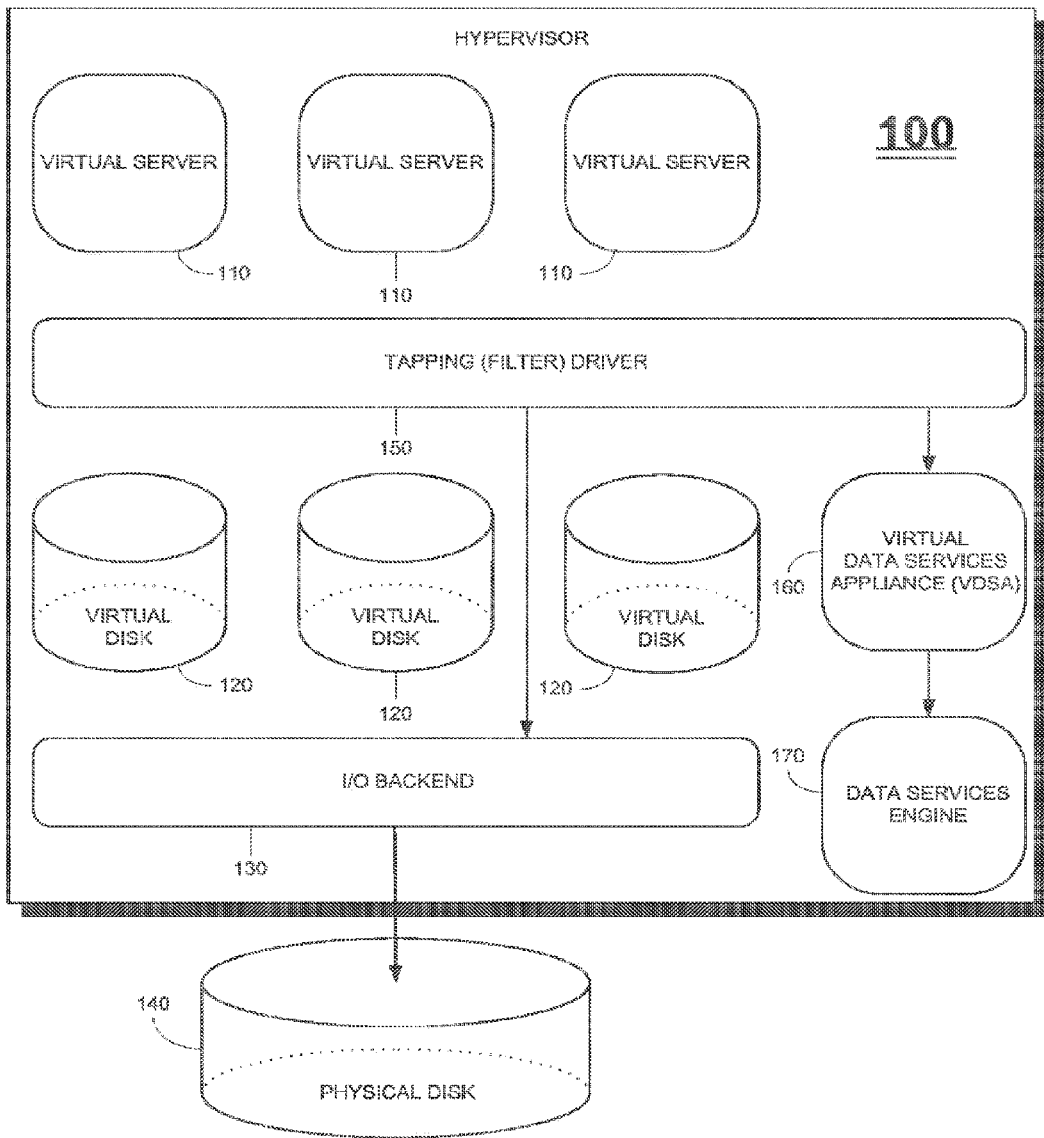 HYPERVISOR
100
VIRTUAL SERVER
VIRTUAL SERVER
VIRTUAL SERVER
110
110
110
TAPPING (FILTER) DRIVER
150
VIRTUAL
DISK
VIRTUAL
DISK
VIRTUAL
DISK
120
120
120
160
VIRTUAL
DATA SERVICES
APPLIANCE (VDSA)
I/O BACKEND
130
170
DATA SERVICES
ENGINE
140
PHYSICAL DISK